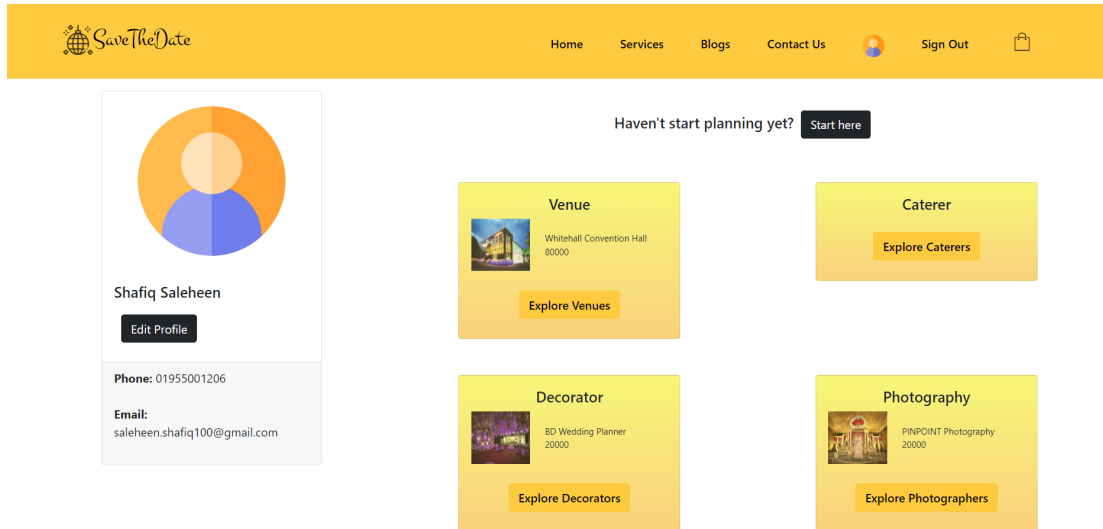 SaveTheDate
Home Services Blogs Contact Us Sign Out
Shafiq Saleheen
Edit Profile
Phone: 01955001206
Email:
saleheen.shafiq100@gmail.com
Haven't start planning yet? Start here
Venue
Whitehall Convention Hall
80000
Explore Venues
Caterer
Explore Caterers
Decorator
BD Wedding Planner
20000
Explore Decorators
Photography
PINPOINT Photography
20000
Explore Photographers